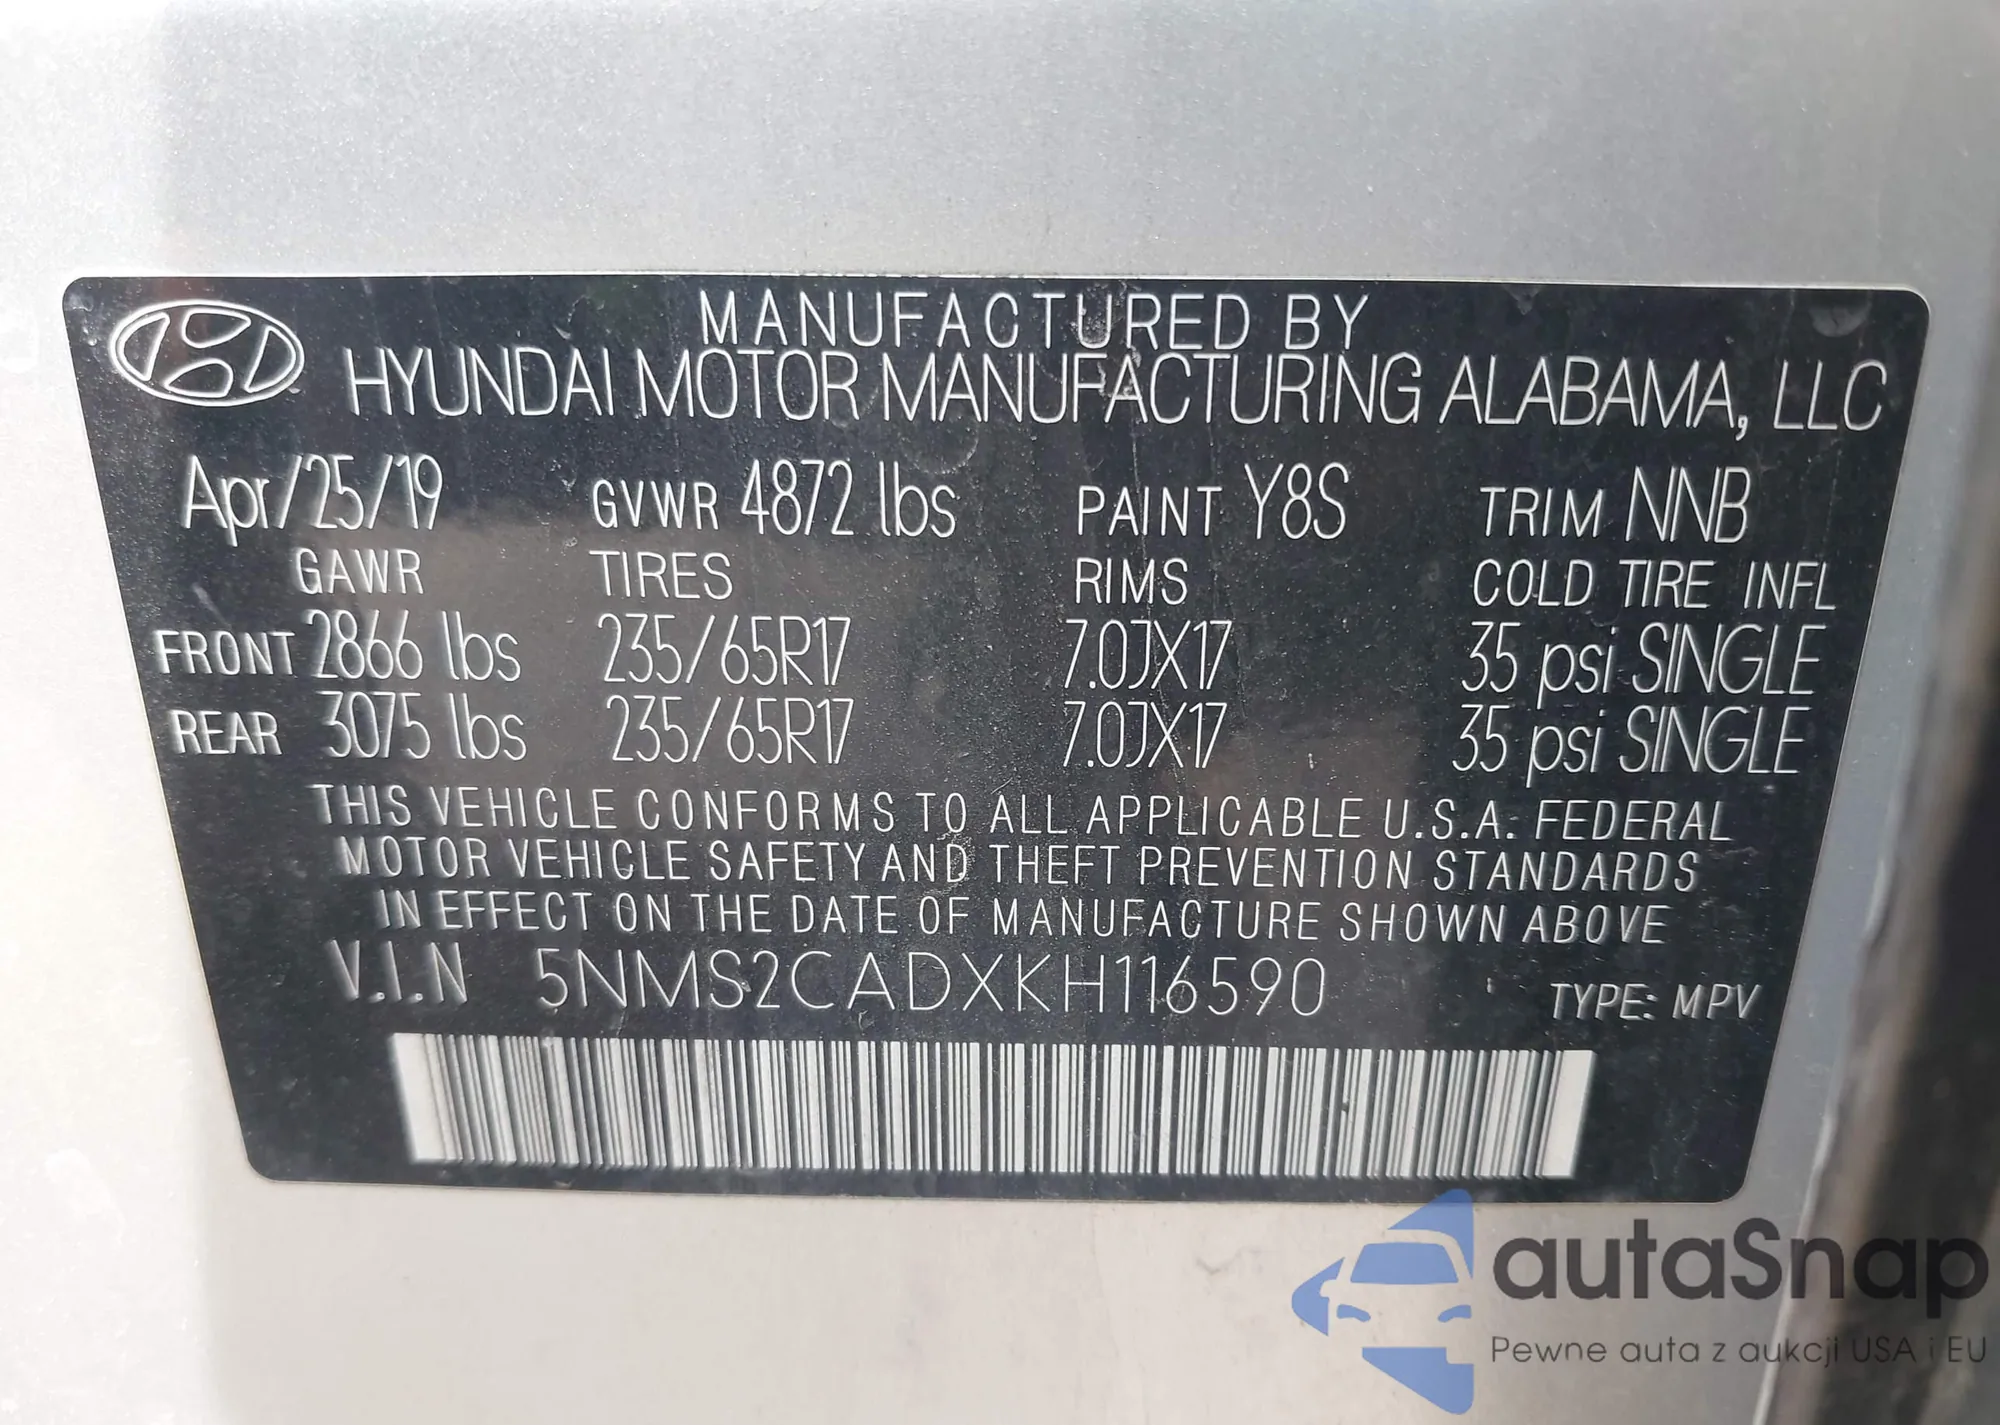 MANUFACTURED BY
HYUNDAI MOTOR MANUFACTURING ALABAMA, LLC
Apr/25/19 GVWR 4872 lbs PAINT Y8S TRIM NNB
GAWR TIRES RIMS COLD TIRE INFL
FRONT 2866 lbs 235/65R17 7.0JX17 35 psi SINGLE
REAR 3075 lbs 235/65R17 7.0JX17 35 psi SINGLE
THIS VEHICLE CONFORMS TO ALL APPLICABLE U.S.A. FEDERAL
MOTOR VEHICLE SAFETY AND THEFT PREVENTION STANDARDS
IN EFFECT ON THE DATE OF MANUFACTURE SHOWN ABOVE
V.I.N 5NMS2CADXKH116590 TYPE: MPV
autaSnap
Pewne auta z aukcji USA i EU